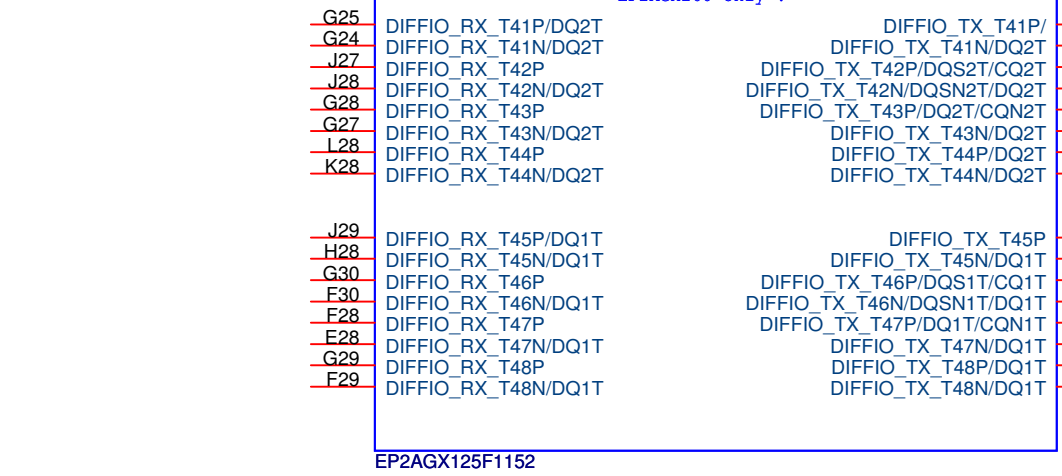 G25 DIFFIO_RX_T41P/DQ2T DIFFIO_TX_T41P/
G24 DIFFIO_RX_T41N/DQ2T DIFFIO_TX_T41N/DQ2T
J27 DIFFIO_RX_T42P DIFFIO_TX_T42P/DQS2T/CQ2T
J28 DIFFIO_RX_T42N/DQ2T DIFFIO_TX_T42N/DQSN2T/DQ2T
G28 DIFFIO_RX_T43P DIFFIO_TX_T43P/DQ2T/CQN2T
G27 DIFFIO_RX_T43N/DQ2T DIFFIO_TX_T43N/DQ2T
L28 DIFFIO_RX_T44P DIFFIO_TX_T44P/DQ2T
K28 DIFFIO_RX_T44N/DQ2T DIFFIO_TX_T44N/DQ2T
J29 DIFFIO_RX_T45P/DQ1T DIFFIO_TX_T45P
H28 DIFFIO_RX_T45N/DQ1T DIFFIO_TX_T45N/DQ1T
G30 DIFFIO_RX_T46P DIFFIO_TX_T46P/DQS1T/CQ1T
F30 DIFFIO_RX_T46N/DQ1T DIFFIO_TX_T46N/DQSN1T/DQ1T
F28 DIFFIO_RX_T47P DIFFIO_TX_T47P/DQ1T/CQN1T
E28 DIFFIO_RX_T47N/DQ1T DIFFIO_TX_T47N/DQ1T
G29 DIFFIO_RX_T48P DIFFIO_TX_T48P/DQ1T
F29 DIFFIO_RX_T48N/DQ1T DIFFIO_TX_T48N/DQ1T
EP2AGX125F1152